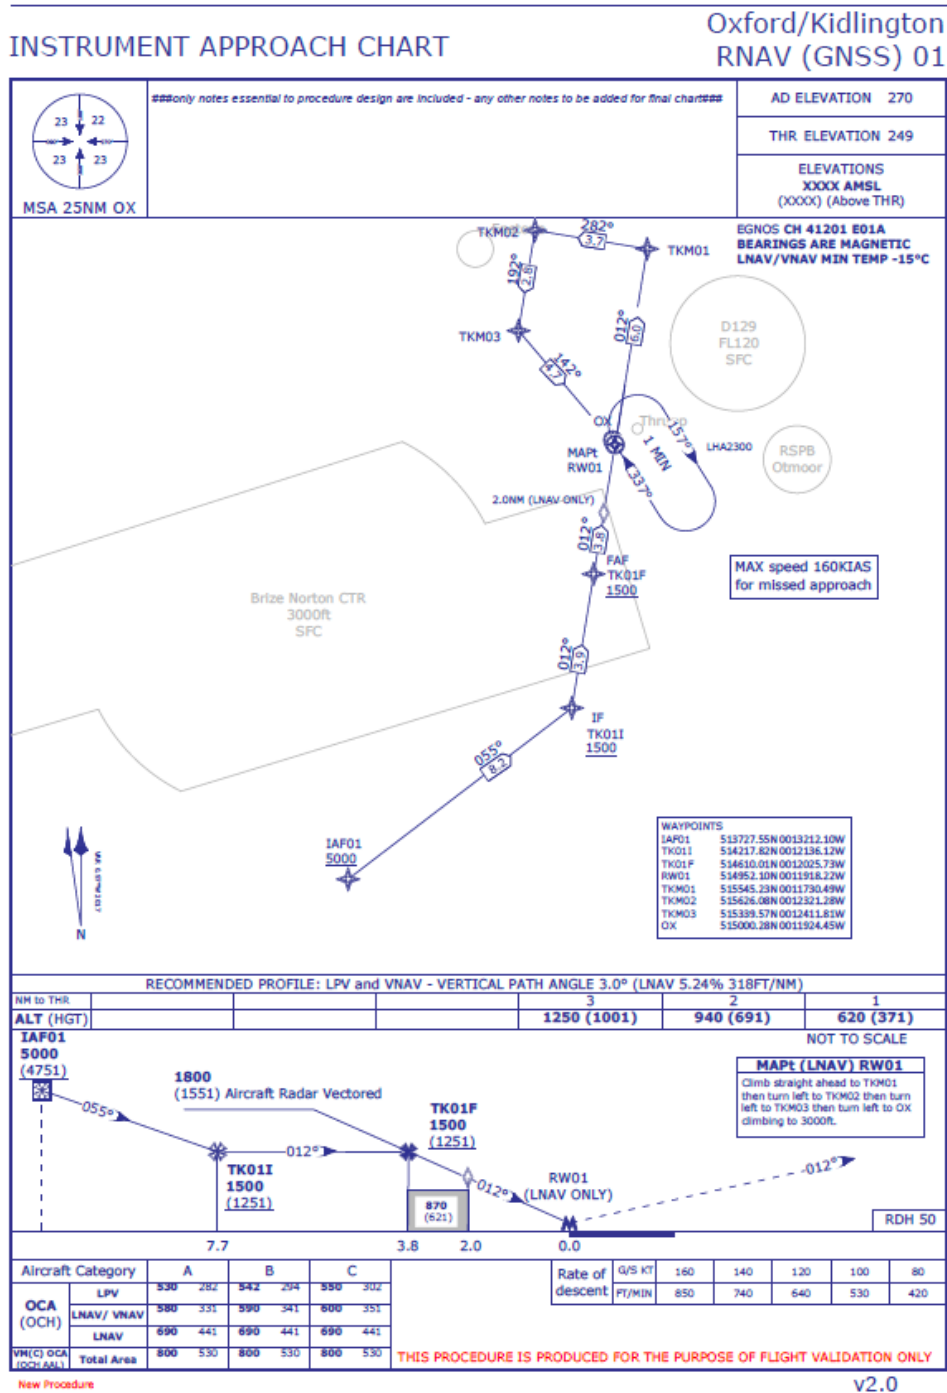 INSTRUMENT APPROACH CHART
Oxford/Kidlington
RNAV (GNSS) 01
23 22
23 23
MSA 25NM OX
###only notes essential to procedure design are included - any other notes to be added for final chart###
AD ELEVATION 270
THR ELEVATION 249
ELEVATIONS
XXXX AMSL
(XXXX) (Above THR)
EGNOS CH 41201 E01A
BEARINGS ARE MAGNETIC
LNAV/VNAV MIN TEMP -15°C
TKM02
282°
3.7
TKM01
192°
2.8
TKM03
012°
6.0
D129
FL120
SFC
142°
4.7
OX
Thrupp
157°
1 MIN
337°
LHA2300
RSPB
Otmoor
MAPt
RW01
2.0NM (LNAV ONLY)
012°
3.8
FAF
TK01F
1500
MAX speed 160KIAS
for missed approach
Brize Norton CTR
3000ft
SFC
012°
3.9
IF
TK01I
1500
055°
8.2
IAF01
5000
N
WAYPOINTS
IAF01 513727.55N 0013212.10W
TK01I 514217.82N 0012136.12W
TK01F 514610.01N 0012025.73W
RW01 514952.10N 0011918.22W
TKM01 515545.23N 0011730.49W
TKM02 515626.08N 0012321.28W
TKM03 515339.57N 0012411.81W
OX 515000.28N 0011924.45W
RECOMMENDED PROFILE: LPV and VNAV - VERTICAL PATH ANGLE 3.0° (LNAV 5.24% 318FT/NM)
NM to THR 3 2 1
ALT (HGT) 1250 (1001) 940 (691) 620 (371)
NOT TO SCALE
IAF01
5000
(4751)
055°
1800
(1551) Aircraft Radar Vectored
TK01I
1500
(1251)
012°
TK01F
1500
(1251)
870
(621)
012°
RW01
(LNAV ONLY)
MAPt (LNAV) RW01
Climb straight ahead to TKM01
then turn left to TKM02 then turn
left to TKM03 then turn left to OX
climbing to 3000ft.
012°
RDH 50
7.7 3.8 2.0 0.0
Aircraft Category A B C
OCA
(OCH)
LPV 530 282 542 294 550 302
LNAV/ VNAV 580 331 590 341 600 351
LNAV 690 441 690 441 690 441
VM(C) OCA
(OCH AAL)
Total Area 800 530 800 530 800 530
Rate of
descent
G/S KT 160 140 120 100 80
FT/MIN 850 740 640 530 420
THIS PROCEDURE IS PRODUCED FOR THE PURPOSE OF FLIGHT VALIDATION ONLY
New Procedure
v2.0